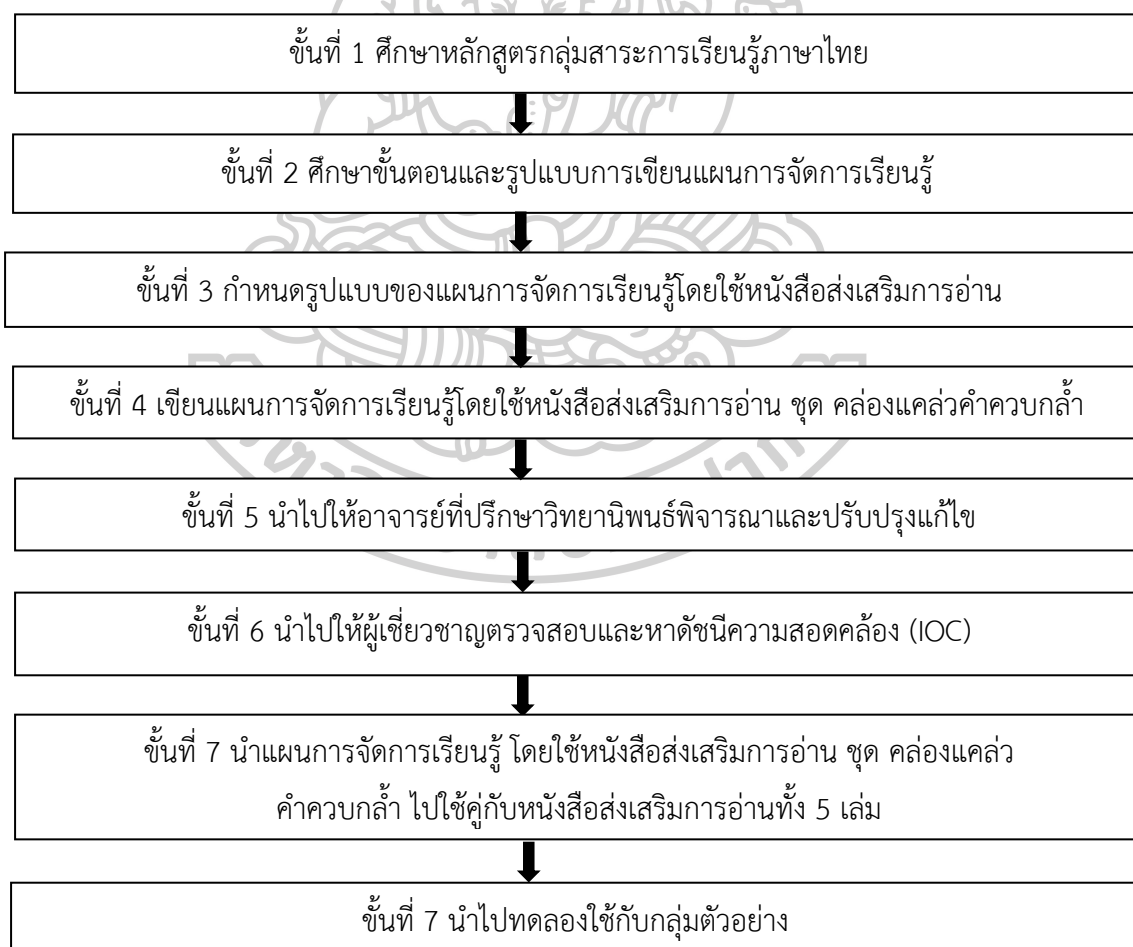 ขั้นที่ 1 ศึกษาหลักสูตรกลุ่มสาระการเรียนรู้ภาษาไทย
ขั้นที่ 2 ศึกษาขั้นตอนและรูปแบบการเขียนแผนการจัดการเรียนรู้
ขั้นที่ 3 กำหนดรูปแบบของแผนการจัดการเรียนรู้โดยใช้หนังสือส่งเสริมการอ่าน
ขั้นที่ 4 เขียนแผนการจัดการเรียนรู้โดยใช้หนังสือส่งเสริมการอ่าน ชุด คล่องแคล่วคำควบกล้ำ
ขั้นที่ 5 นำไปให้อาจารย์ที่ปรึกษาวิทยานิพนธ์พิจารณาและปรับปรุงแก้ไข
ขั้นที่ 6 นำไปให้ผู้เชี่ยวชาญตรวจสอบและหาดัชนีความสอดคล้อง (IOC)
ขั้นที่ 7 นำแผนการจัดการเรียนรู้ โดยใช้หนังสือส่งเสริมการอ่าน ชุด คล่องแคล่ว
คำควบกล้ำ ไปใช้คู่กับหนังสือส่งเสริมการอ่านทั้ง 5 เล่ม
ขั้นที่ 7 นำไปทดลองใช้กับกลุ่มตัวอย่าง